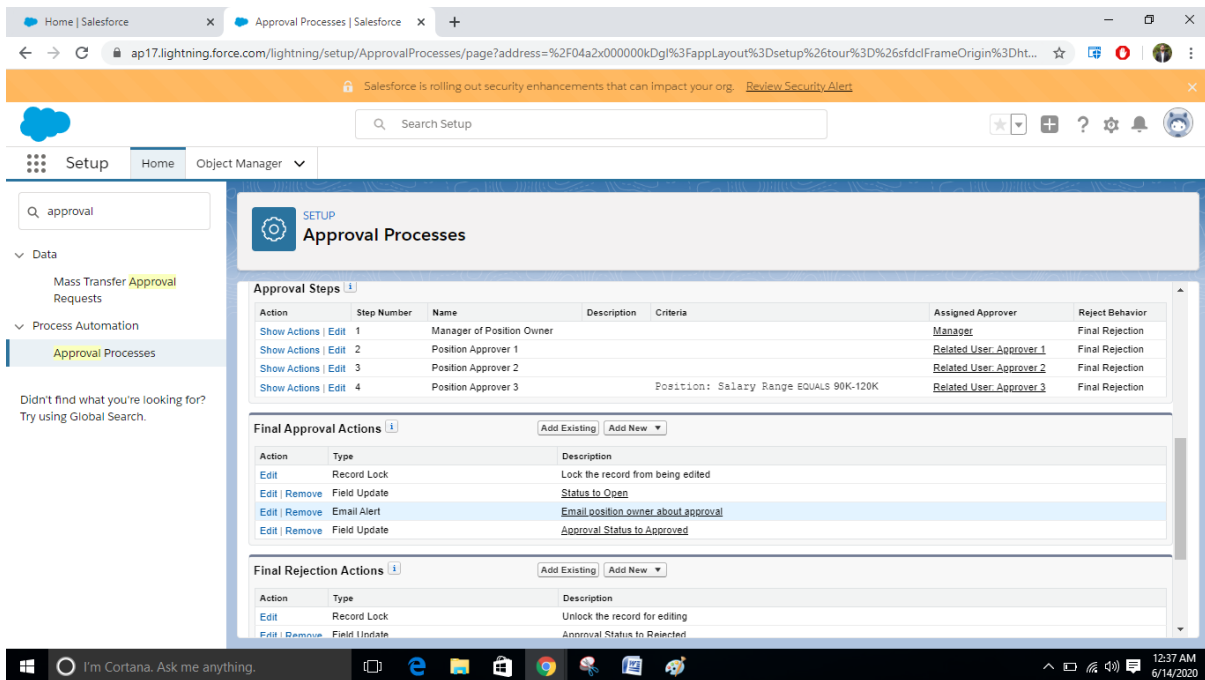 Home | Salesforce
Approval Processes | Salesforce
ap17.lightning.force.com/lightning/setup/ApprovalProcesses/page?address=%2F04a2x000000kDgl%3FappLayout%3Dsetup%26tour%3D%26sfdcIFrameOrigin%3Dht...
Salesforce is rolling out security enhancements that can impact your org. Review Security Alert
Search Setup
Setup Home Object Manager
approval
Data
Mass Transfer Approval
Requests
Process Automation
Approval Processes
Didn't find what you're looking for?
Try using Global Search.
SETUP
Approval Processes
Approval Steps i
Action Step Number Name Description Criteria Assigned Approver Reject Behavior
Show Actions | Edit 1 Manager of Position Owner Manager Final Rejection
Show Actions | Edit 2 Position Approver 1 Related User: Approver 1 Final Rejection
Show Actions | Edit 3 Position Approver 2 Related User: Approver 2 Final Rejection
Show Actions | Edit 4 Position Approver 3 Position: Salary Range EQUALS 90K-120K Related User: Approver 3 Final Rejection
Final Approval Actions i Add Existing Add New
Action Type Description
Edit Record Lock Lock the record from being edited
Edit | Remove Field Update Status to Open
Edit | Remove Email Alert Email position owner about approval
Edit | Remove Field Update Approval Status to Approved
Final Rejection Actions i Add Existing Add New
Action Type Description
Edit Record Lock Unlock the record for editing
Edit | Remove Field Update Approval Status to Rejected
I'm Cortana. Ask me anything.
12:37 AM
6/14/2020